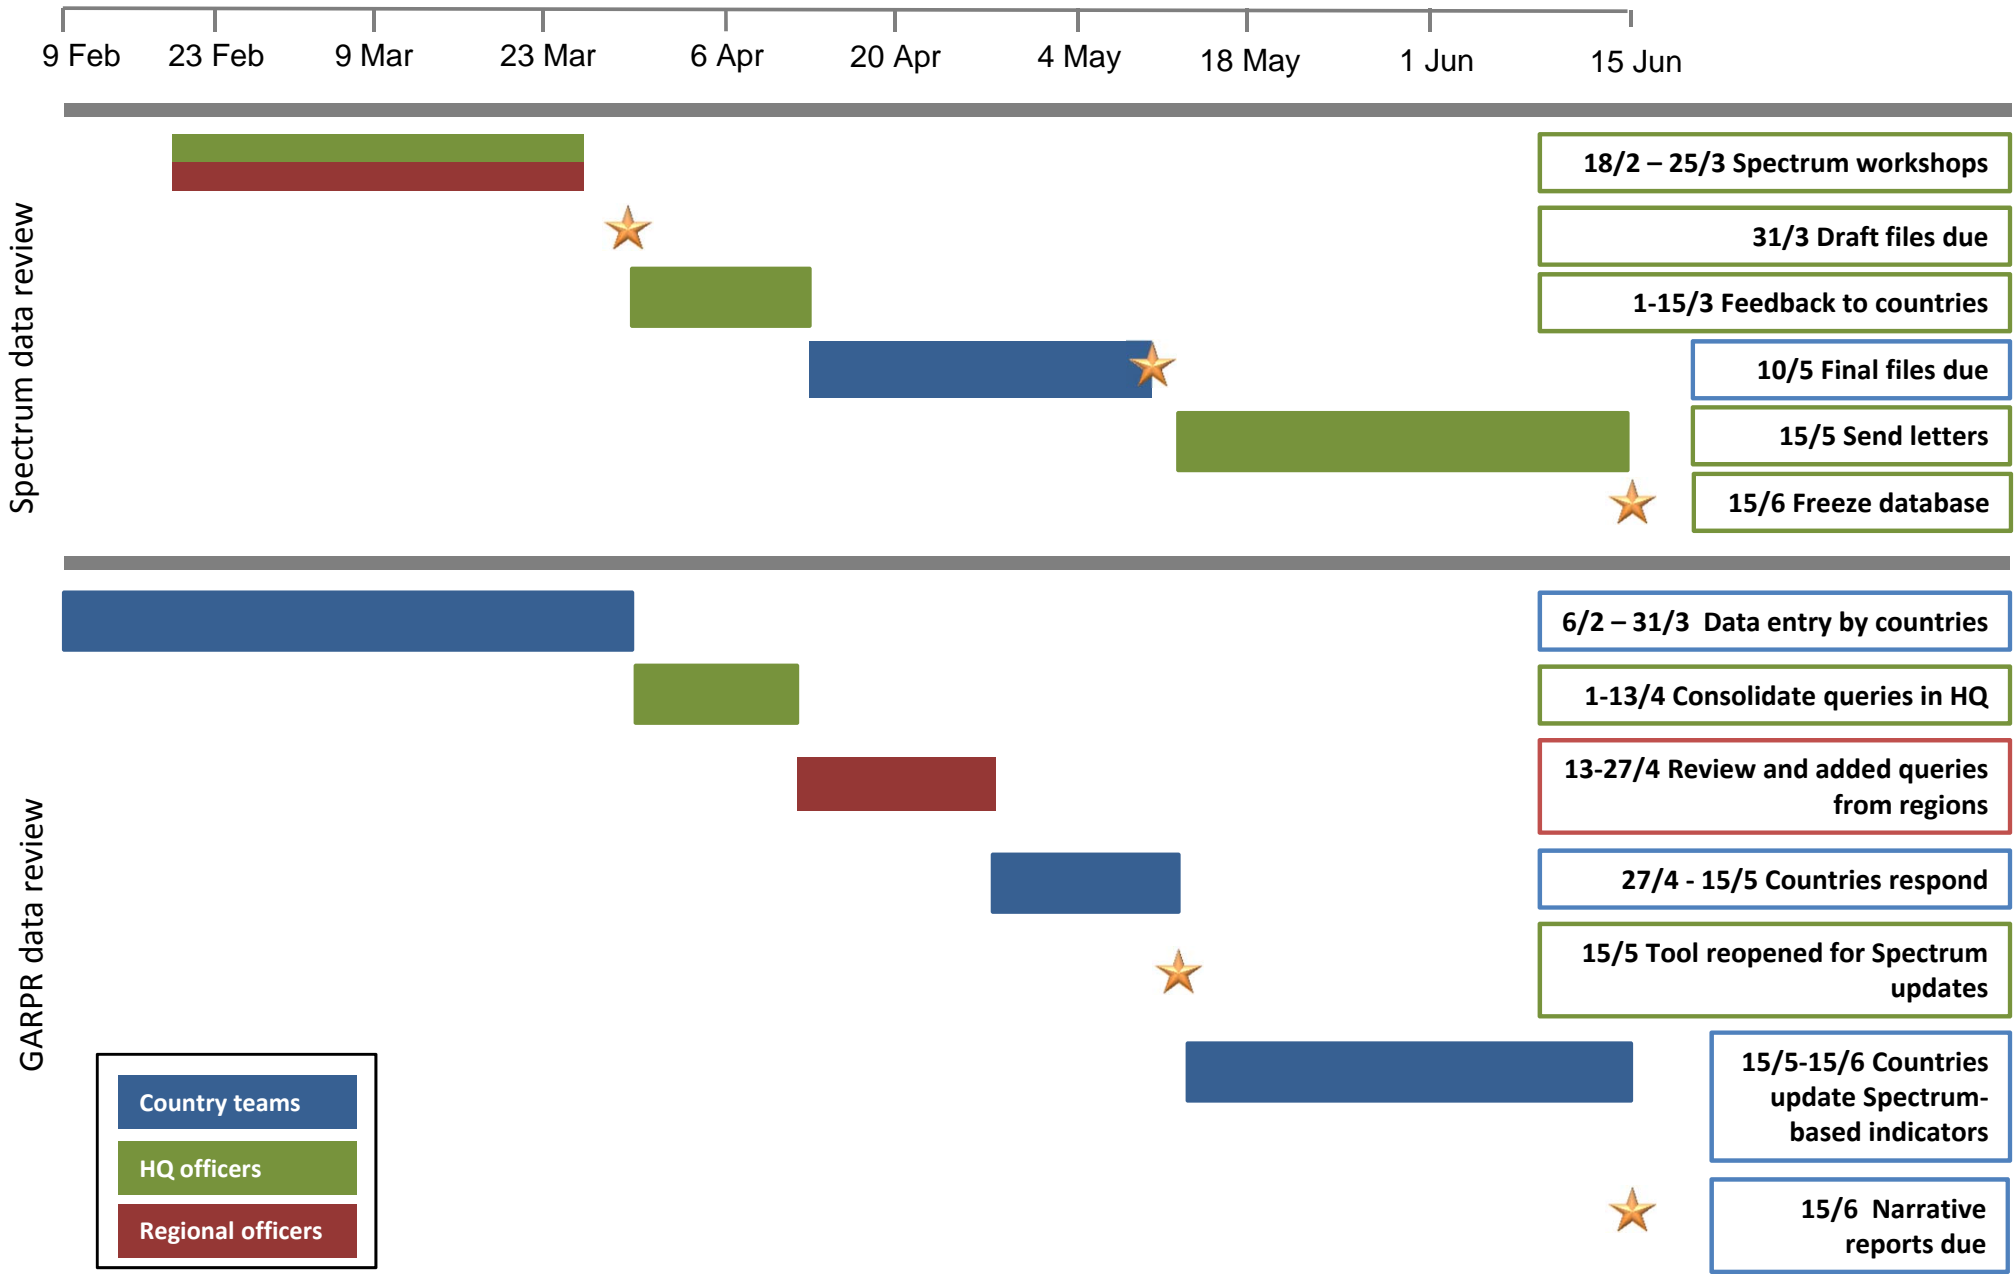 9 Feb 23 Feb 9 Mar 23 Mar 6 Apr 20 Apr 4 May 18 May 1 Jun 15 Jun
Spectrum data review
18/2 – 25/3 Spectrum workshops
31/3 Draft files due
1-15/3 Feedback to countries
10/5 Final files due
15/5 Send letters
15/6 Freeze database
GARPR data review
6/2 – 31/3 Data entry by countries
1-13/4 Consolidate queries in HQ
13-27/4 Review and added queries
from regions
27/4 - 15/5 Countries respond
15/5 Tool reopened for Spectrum
updates
15/5-15/6 Countries
update Spectrum-
based indicators
15/6 Narrative
reports due
Country teams
HQ officers
Regional officers